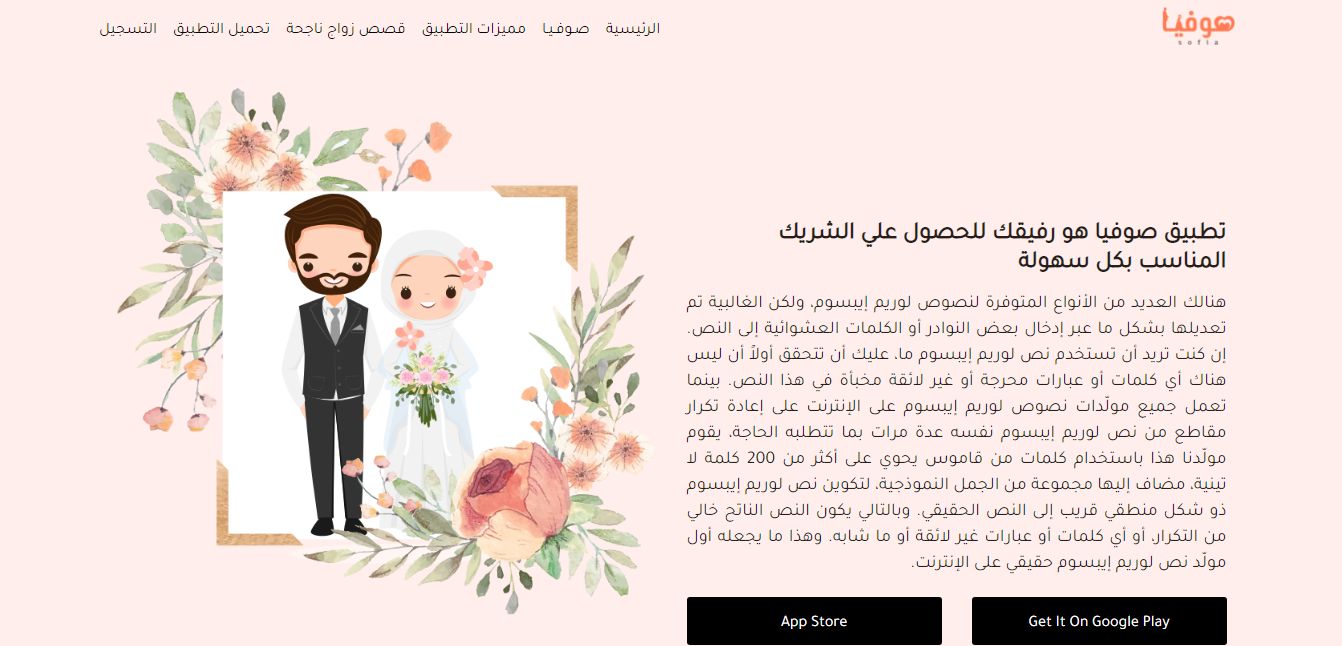 صوفيا
sofia
الرئيسية صـوفـيـا مميزات التطبيق قصص زواج ناجحة تحميل التطبيق التسجيل
تطبيق صوفيا هو رفيقك للحصول علي الشريك
المناسب بكل سهولة
هنالك العديد من الأنواع المتوفرة لنصوص لوريم إيبسوم، ولكن الغالبية تم
تعديلها بشكل ما عبر إدخال بعض النوادر أو الكلمات العشوائية إلى النص.
إن كنت تريد أن تستخدم نص لوريم إيبسوم ما، عليك أن تتحقق أولاً أن ليس
هناك أي كلمات أو عبارات محرجة أو غير لائقة مخبأة في هذا النص. بينما
تعمل جميع مولّدات نصوص لوريم إيبسوم على الإنترنت على إعادة تكرار
مقاطع من نص لوريم إيبسوم نفسه عدة مرات بما تتطلبه الحاجة، يقوم
مولّدنا هذا باستخدام كلمات من قاموس يحوي على أكثر من 200 كلمة لا
تينية، مضاف إليها مجموعة من الجمل النموذجية، لتكوين نص لوريم إيبسوم
ذو شكل منطقي قريب إلى النص الحقيقي. وبالتالي يكون النص الناتح خالي
من التكرار، أو أي كلمات أو عبارات غير لائقة أو ما شابه. وهذا ما يجعله أول
مولّد نص لوريم إيبسوم حقيقي على الإنترنت.
Get It On Google Play
App Store